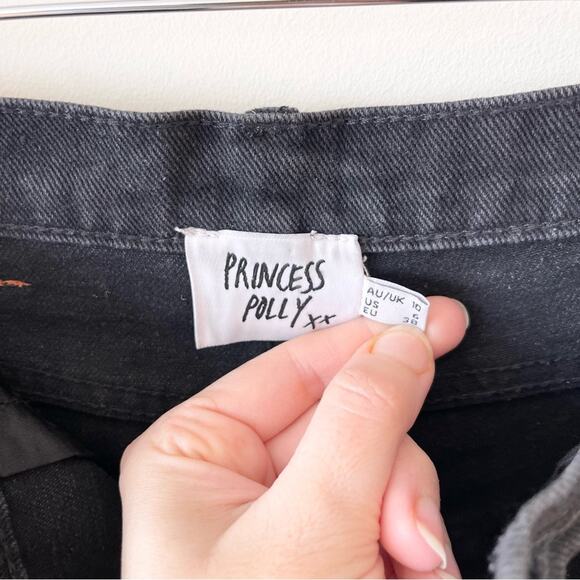 PRINCESS
POLLY xx
AU/UK 10
US 6
EU 38